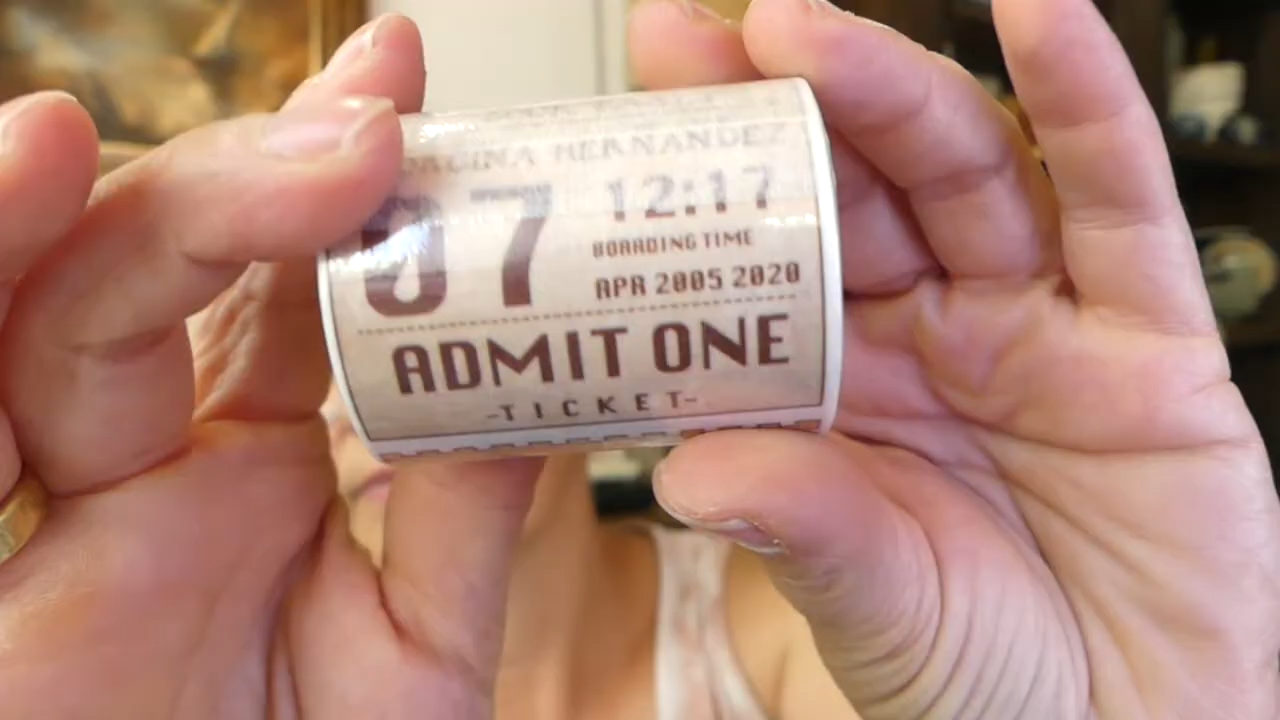 HERNANDEZ
07
12:17
BOARDING TIME
APR 2005 2020
ADMIT ONE
-TICKET-